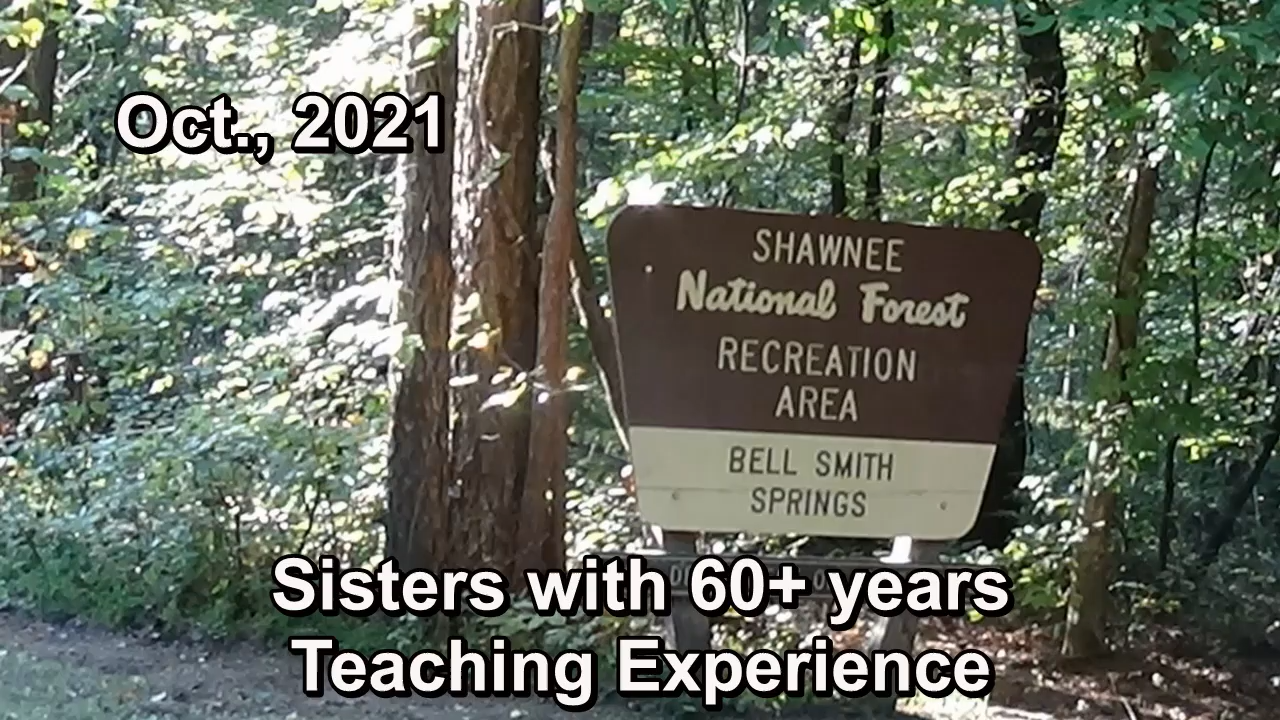 Oct., 2021
SHAWNEE
National Forest
RECREATION
AREA
BELL SMITH
SPRINGS
Sisters with 60+ years
Teaching Experience